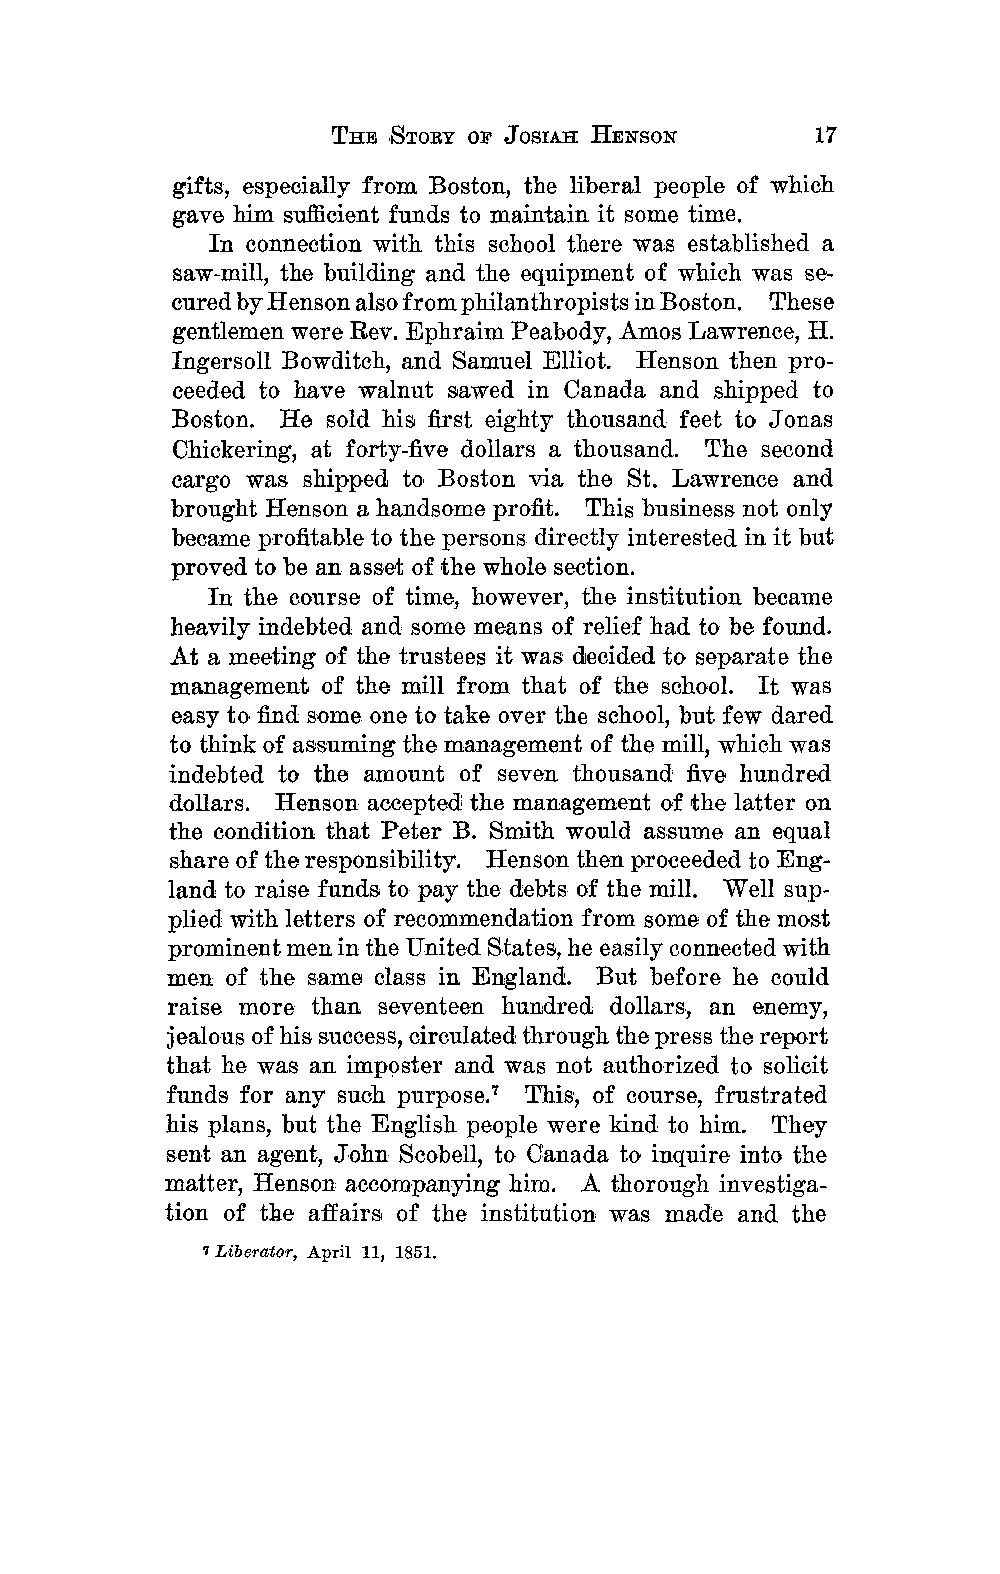 The Story of Josiah Henson 17
gifts, especially from Boston, the liberal people of which
gave him sufficient funds to maintain it some time.
In connection with this school there was established a
saw-mill, the building and the equipment of which was se-
cured by Henson also from philanthropists in Boston. These
gentlemen were Rev. Ephraim Peabody, Amos Lawrence, H.
Ingersoll Bowditch, and Samuel Elliot. Henson then pro-
ceeded to have walnut sawed in Canada and shipped to
Boston. He sold his first eighty thousand feet to Jonas
Chickering, at forty-five dollars a thousand. The second
cargo was shipped to Boston via the St. Lawrence and
brought Henson a handsome profit. This business not only
became profitable to the persons directly interested in it but
proved to be an asset of the whole section.
In the course of time, however, the institution became
heavily indebted and some means of relief had to be found.
At a meeting of the trustees it was decided to separate the
management of the mill from that of the school. It was
easy to find some one to take over the school, but few dared
to think of assuming the management of the mill, which was
indebted to the amount of seven thousand five hundred
dollars. Henson accepted the management of the latter on
the condition that Peter B. Smith would assume an equal
share of the responsibility. Henson then proceeded to Eng-
land to raise funds to pay the debts of the mill. Well sup-
plied with letters of recommendation from some of the most
prominent men in the United States, he easily connected with
men of the same class in England. But before he could
raise more than seventeen hundred dollars, an enemy,
jealous of his success, circulated through the press the report
that he was an imposter and was not authorized to solicit
funds for any such purpose.⁷ This, of course, frustrated
his plans, but the English people were kind to him. They
sent an agent, John Scobell, to Canada to inquire into the
matter, Henson accompanying him. A thorough investiga-
tion of the affairs of the institution was made and the
⁷ Liberator, April 11, 1851.